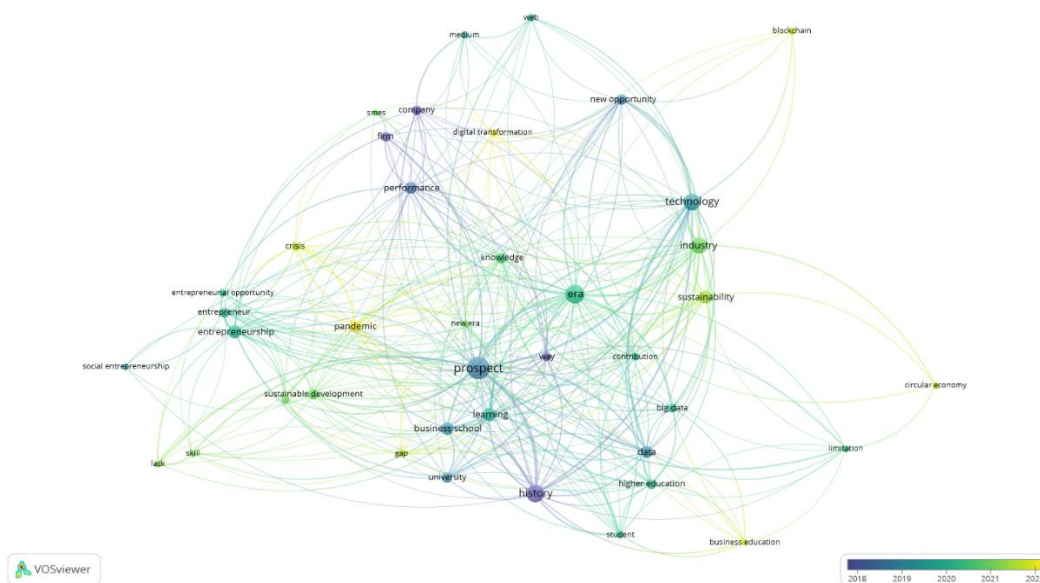 web
medium
blockchain
new opportunity
smes
company
firm
digital transformation
performance
technology
crisis
industry
knowledge
entrepreneurial opportunity
era
sustainability
entrepreneur
entrepreneurship
pandemic
new era
way
contribution
social entrepreneurship
prospect
circular economy
sustainable development
learning
big data
business school
data
limitation
gap
skill
lack
university
higher education
history
student
business education
VOSviewer
2018 2019 2020 2021